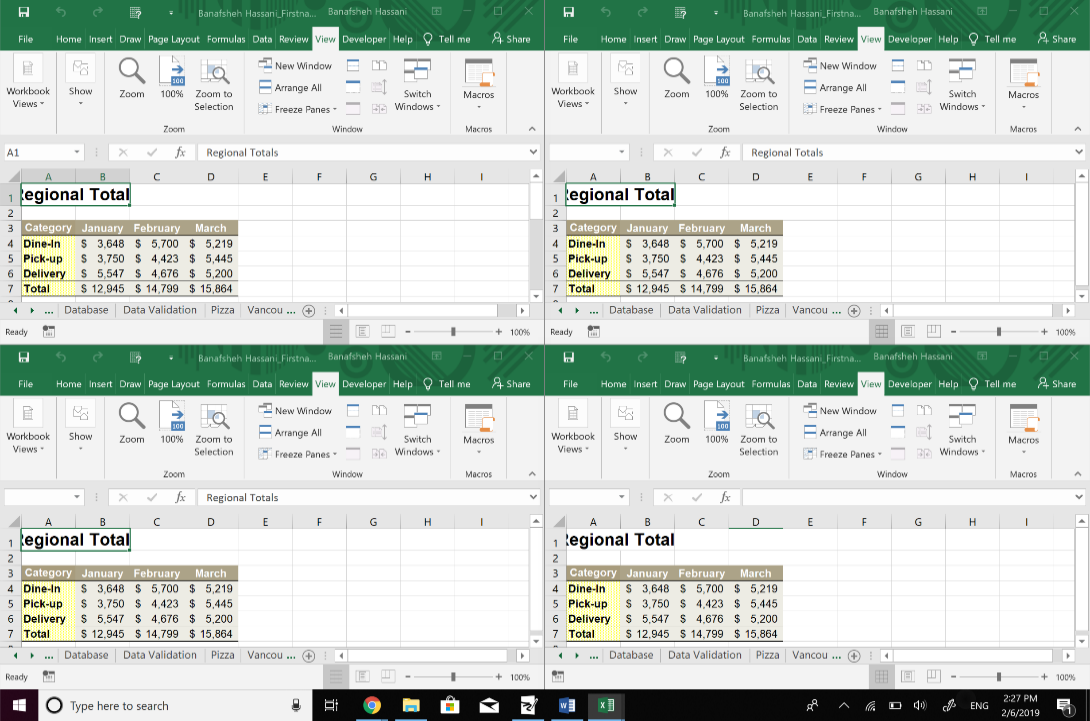 Banafsheh Hassani_Firstna... Banafsheh Hassani
File Home Insert Draw Page Layout Formulas Data Review View Developer Help Tell me Share
Workbook Views Show Zoom 100% Zoom to Selection New Window Arrange All Freeze Panes Switch Windows Macros
Zoom Window Macros
A1 fx Regional Totals
A B C D E F G H I
1 Regional Total
2
3 Category January February March
4 Dine-In $ 3,648 $ 5,700 $ 5,219
5 Pick-up $ 3,750 $ 4,423 $ 5,445
6 Delivery $ 5,547 $ 4,676 $ 5,200
7 Total $ 12,945 $ 14,799 $ 15,864
... Database Data Validation Pizza Vancou ...
Ready 100%
Banafsheh Hassani_Firstna... Banafsheh Hassani
File Home Insert Draw Page Layout Formulas Data Review View Developer Help Tell me Share
Workbook Views Show Zoom 100% Zoom to Selection New Window Arrange All Freeze Panes Switch Windows Macros
Zoom Window Macros
fx Regional Totals
A B C D E F G H I
1 Regional Total
2
3 Category January February March
4 Dine-In $ 3,648 $ 5,700 $ 5,219
5 Pick-up $ 3,750 $ 4,423 $ 5,445
6 Delivery $ 5,547 $ 4,676 $ 5,200
7 Total $ 12,945 $ 14,799 $ 15,864
... Database Data Validation Pizza Vancou ...
Ready 100%
Banafsheh Hassani_Firstna... Banafsheh Hassani
File Home Insert Draw Page Layout Formulas Data Review View Developer Help Tell me Share
Workbook Views Show Zoom 100% Zoom to Selection New Window Arrange All Freeze Panes Switch Windows Macros
Zoom Window Macros
fx Regional Totals
A B C D E F G H I
1 Regional Total
2
3 Category January February March
4 Dine-In $ 3,648 $ 5,700 $ 5,219
5 Pick-up $ 3,750 $ 4,423 $ 5,445
6 Delivery $ 5,547 $ 4,676 $ 5,200
7 Total $ 12,945 $ 14,799 $ 15,864
... Database Data Validation Pizza Vancou ...
Ready 100%
Banafsheh Hassani_Firstna... Banafsheh Hassani
File Home Insert Draw Page Layout Formulas Data Review View Developer Help Tell me Share
Workbook Views Show Zoom 100% Zoom to Selection New Window Arrange All Freeze Panes Switch Windows Macros
Zoom Window Macros
fx
A B C D E F G H I
1 Regional Total
2
3 Category January February March
4 Dine-In $ 3,648 $ 5,700 $ 5,219
5 Pick-up $ 3,750 $ 4,423 $ 5,445
6 Delivery $ 5,547 $ 4,676 $ 5,200
7 Total $ 12,945 $ 14,799 $ 15,864
... Database Data Validation Pizza Vancou ...
100%
Type here to search ENG 2:27 PM
2/6/2019 1